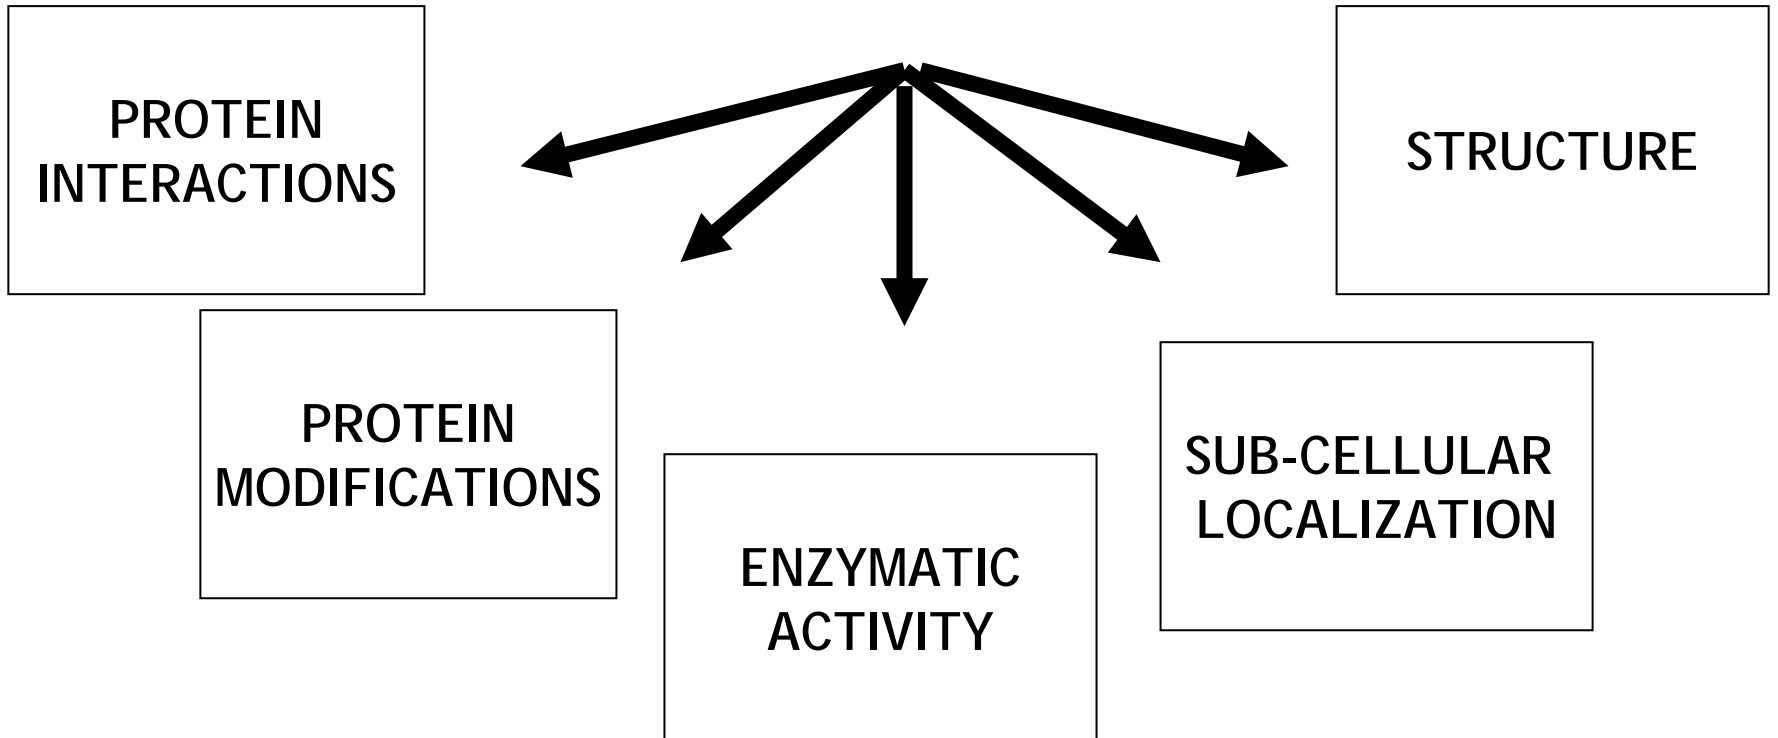 PROTEIN
INTERACTIONS
STRUCTURE
PROTEIN
MODIFICATIONS
SUB-CELLULAR
LOCALIZATION
ENZYMATIC
ACTIVITY